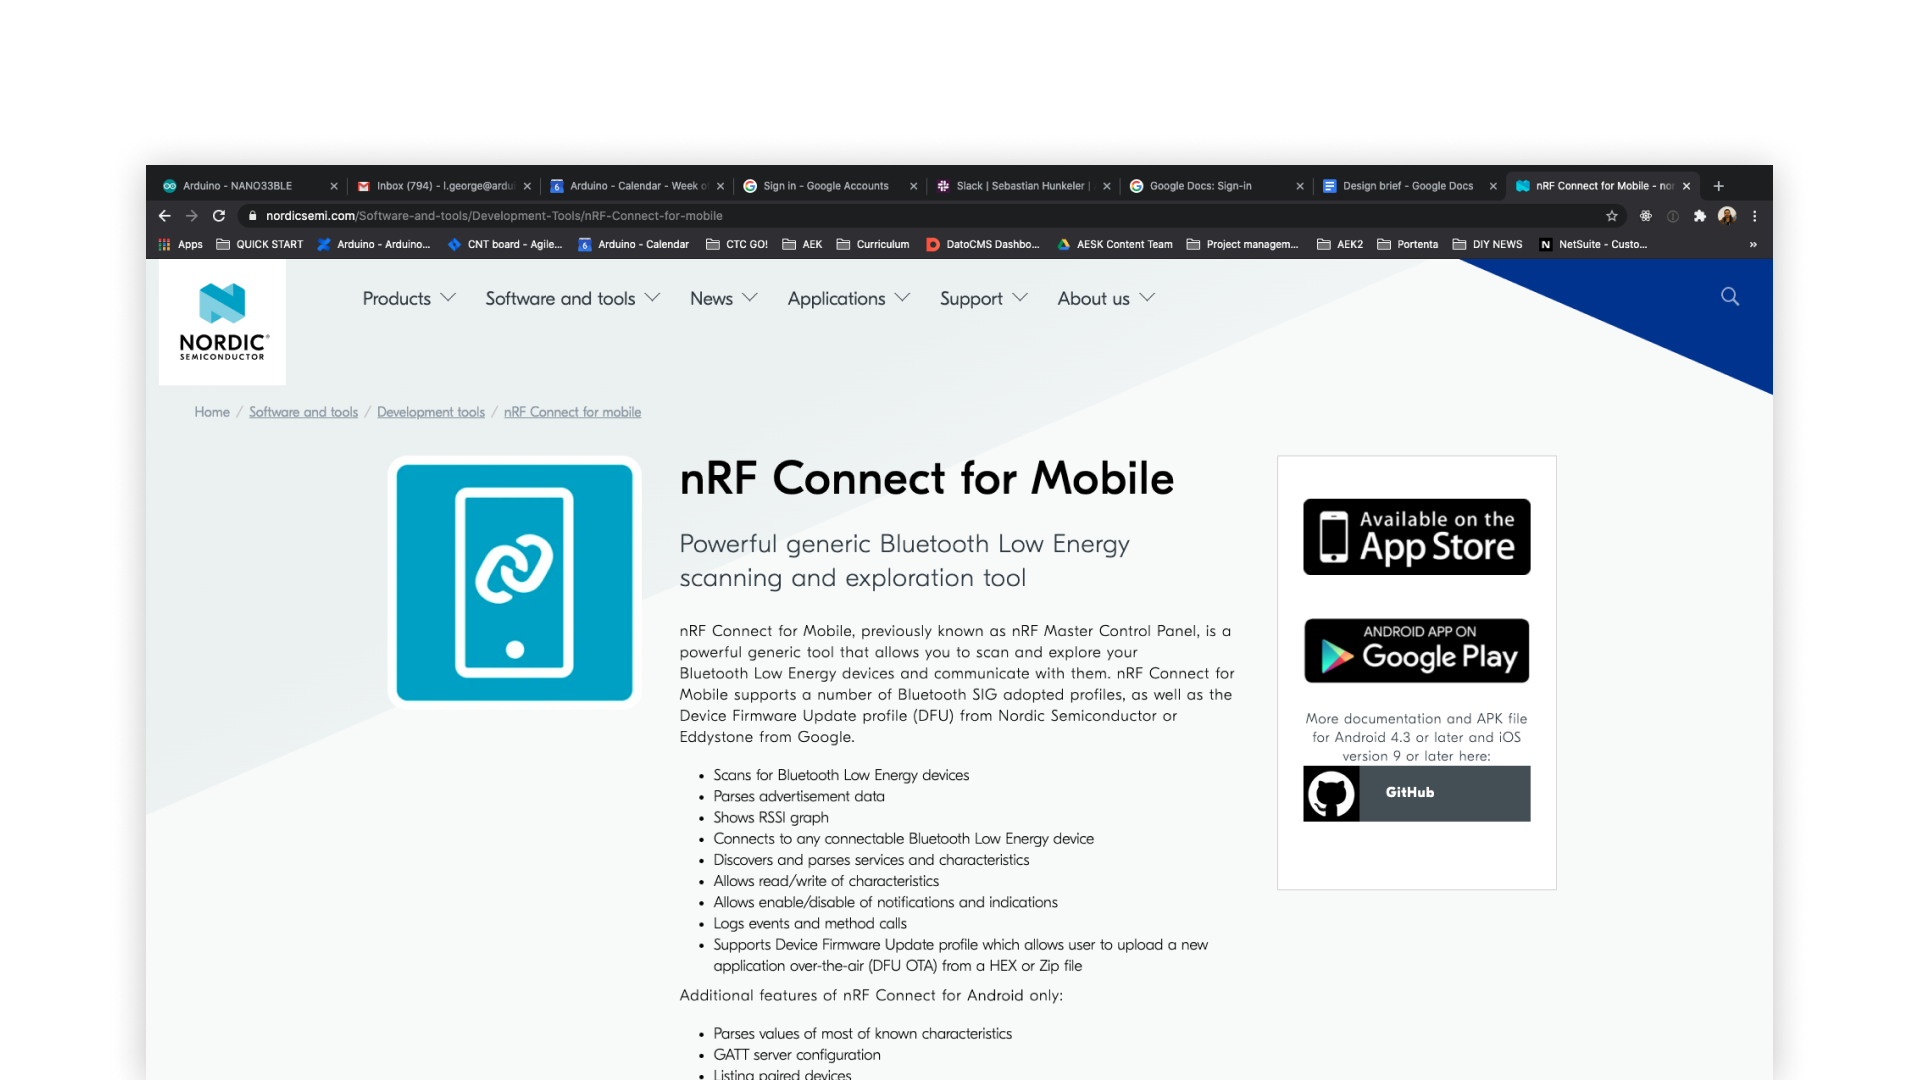 Arduino - NANO33BLE
Inbox (794) - l.george@ardui
Arduino - Calendar - Week of
Sign in - Google Accounts
Slack | Sebastian Hunkeler |
Google Docs: Sign-in
Design brief - Google Docs
nRF Connect for Mobile - nor
nordicsemi.com/Software-and-tools/Development-Tools/nRF-Connect-for-mobile
Apps
QUICK START
Arduino - Arduino...
CNT board - Agile...
Arduino - Calendar
CTC GO!
AEK
Curriculum
DatoCMS Dashbo...
AESK Content Team
Project managem...
AEK2
Portenta
DIY NEWS
NetSuite - Custo...
»
NORDIC®
SEMICONDUCTOR
Products
Software and tools
News
Applications
Support
About us
Home / Software and tools / Development tools / nRF Connect for mobile
nRF Connect for Mobile
Powerful generic Bluetooth Low Energy
scanning and exploration tool
nRF Connect for Mobile, previously known as nRF Master Control Panel, is a
powerful generic tool that allows you to scan and explore your
Bluetooth Low Energy devices and communicate with them. nRF Connect for
Mobile supports a number of Bluetooth SIG adopted profiles, as well as the
Device Firmware Update profile (DFU) from Nordic Semiconductor or
Eddystone from Google.
• Scans for Bluetooth Low Energy devices
• Parses advertisement data
• Shows RSSI graph
• Connects to any connectable Bluetooth Low Energy device
• Discovers and parses services and characteristics
• Allows read/write of characteristics
• Allows enable/disable of notifications and indications
• Logs events and method calls
• Supports Device Firmware Update profile which allows user to upload a new
application over-the-air (DFU OTA) from a HEX or Zip file
Additional features of nRF Connect for Android only:
• Parses values of most of known characteristics
• GATT server configuration
• Listing paired devices
Available on the
App Store
ANDROID APP ON
Google Play
More documentation and APK file
for Android 4.3 or later and iOS
version 9 or later here:
GitHub